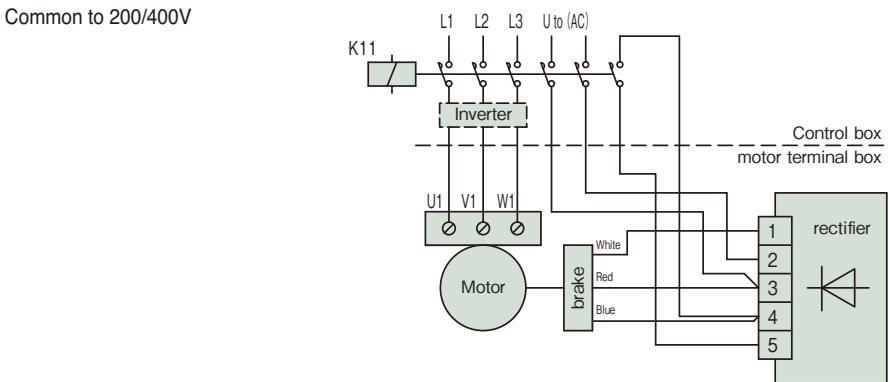 Common to 200/400V
L1 L2 L3 U to (AC)
K11
Inverter
Control box
motor terminal box
U1 V1 W1
1
rectifier
White
2
Red
3
Motor
brake
Blue
4
5